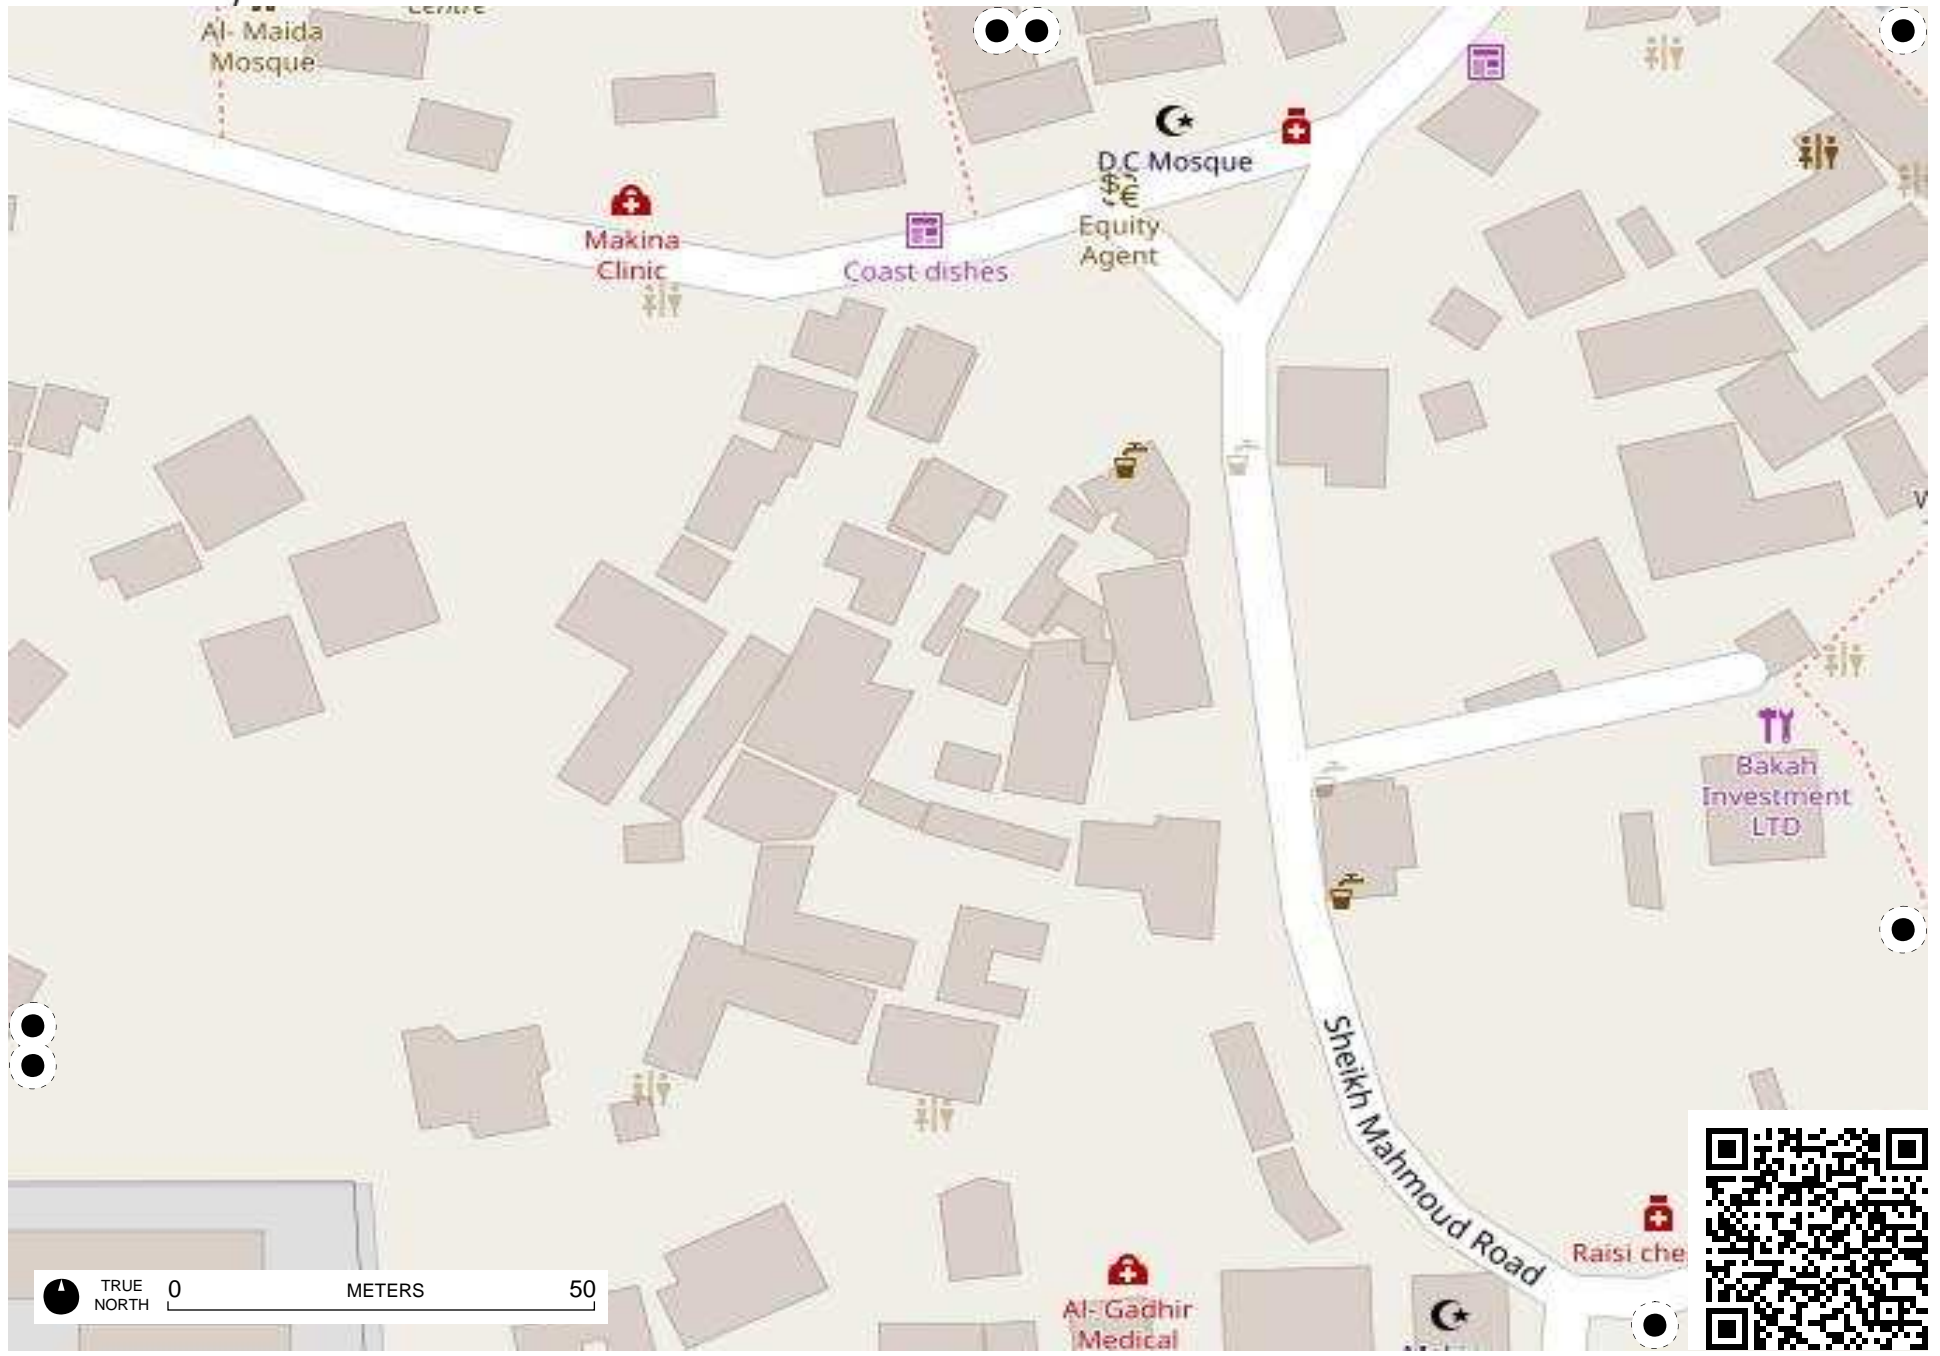 Centre
Al- Maida
Mosque
D.C Mosque
Makina
Clinic
Equity
Agent
Coast dishes
Bakah
Investment
LTD
Sheikh Mahmoud Road
Raisi che
Al- Gadhir
Medical
TRUE
NORTH
0
METERS
50